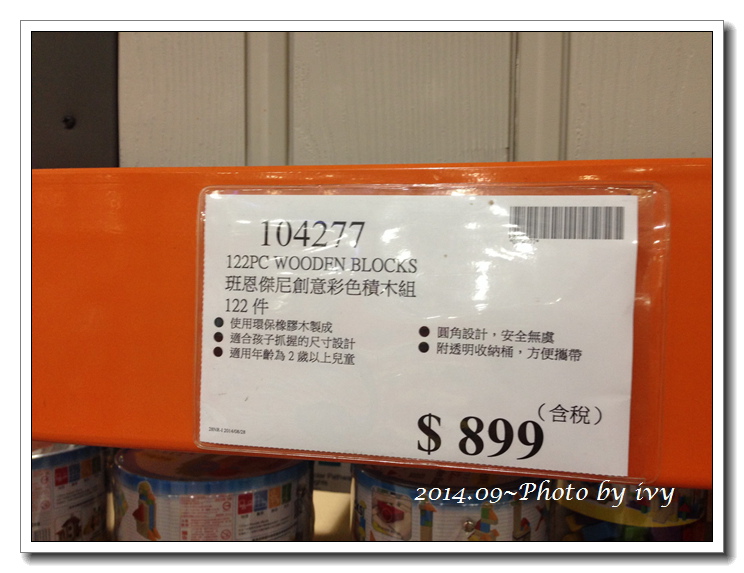 104277
122PC WOODEN BLOCKS
班恩傑尼創意彩色積木組
122 件
● 使用環保橡膠木製成
● 適合孩子抓握的尺寸設計
● 適用年齡為 2 歲以上兒童
● 圓角設計，安全無虞
● 附透明收納桶，方便攜帶
（含稅）
$ 899
2014.09~Photo by ivy